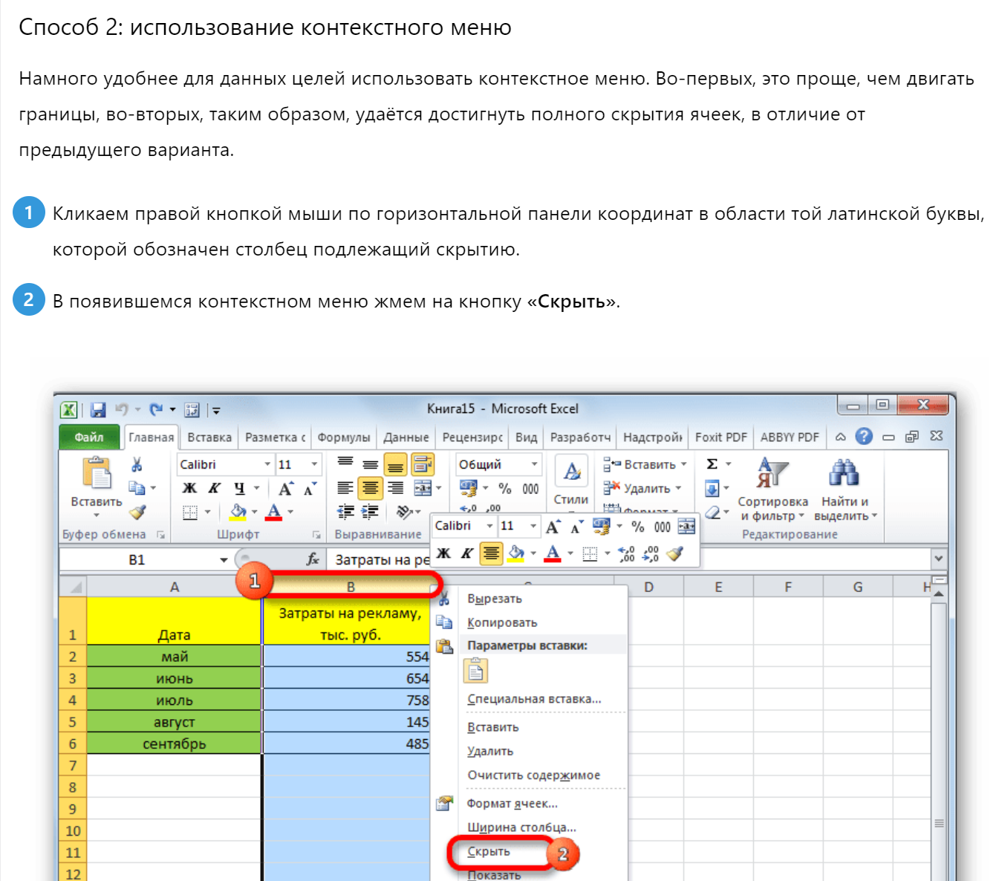 Способ 2: использование контекстного меню
Намного удобнее для данных целей использовать контекстное меню. Во-первых, это проще, чем двигать
границы, во-вторых, таким образом, удаётся достигнуть полного скрытия ячеек, в отличие от
предыдущего варианта.
1 Кликаем правой кнопкой мыши по горизонтальной панели координат в области той латинской буквы,
которой обозначен столбец подлежащий скрытию.
2 В появившемся контекстном меню жмем на кнопку «Скрыть».
Книга15 - Microsoft Excel
Файл Главная Вставка Разметка с Формулы Данные Рецензирс Вид Разработч Надстройк Foxit PDF ABBYY PDF
Calibri 11 Общий Вставить Σ
Ж К Ч А А % 000 Удалить
Вставить Стили Сортировка Найти и
А ,0 ,00 Формат и фильтр выделить
Буфер обмена Шрифт Выравнивание Редактирование
Calibri 11 А А % 000
Ж К А
B1 fx Затраты на ре
1
A B D E F G H
Затраты на рекламу,
1 Дата тыс. руб.
2 май 554
3 июнь 654
4 июль 758
5 август 145
6 сентябрь 485
7
8
9
10
11
12
Вырезать
Копировать
Параметры вставки:
Специальная вставка...
Вставить
Удалить
Очистить содержимое
Формат ячеек...
Ширина столбца...
Скрыть 2
Показать